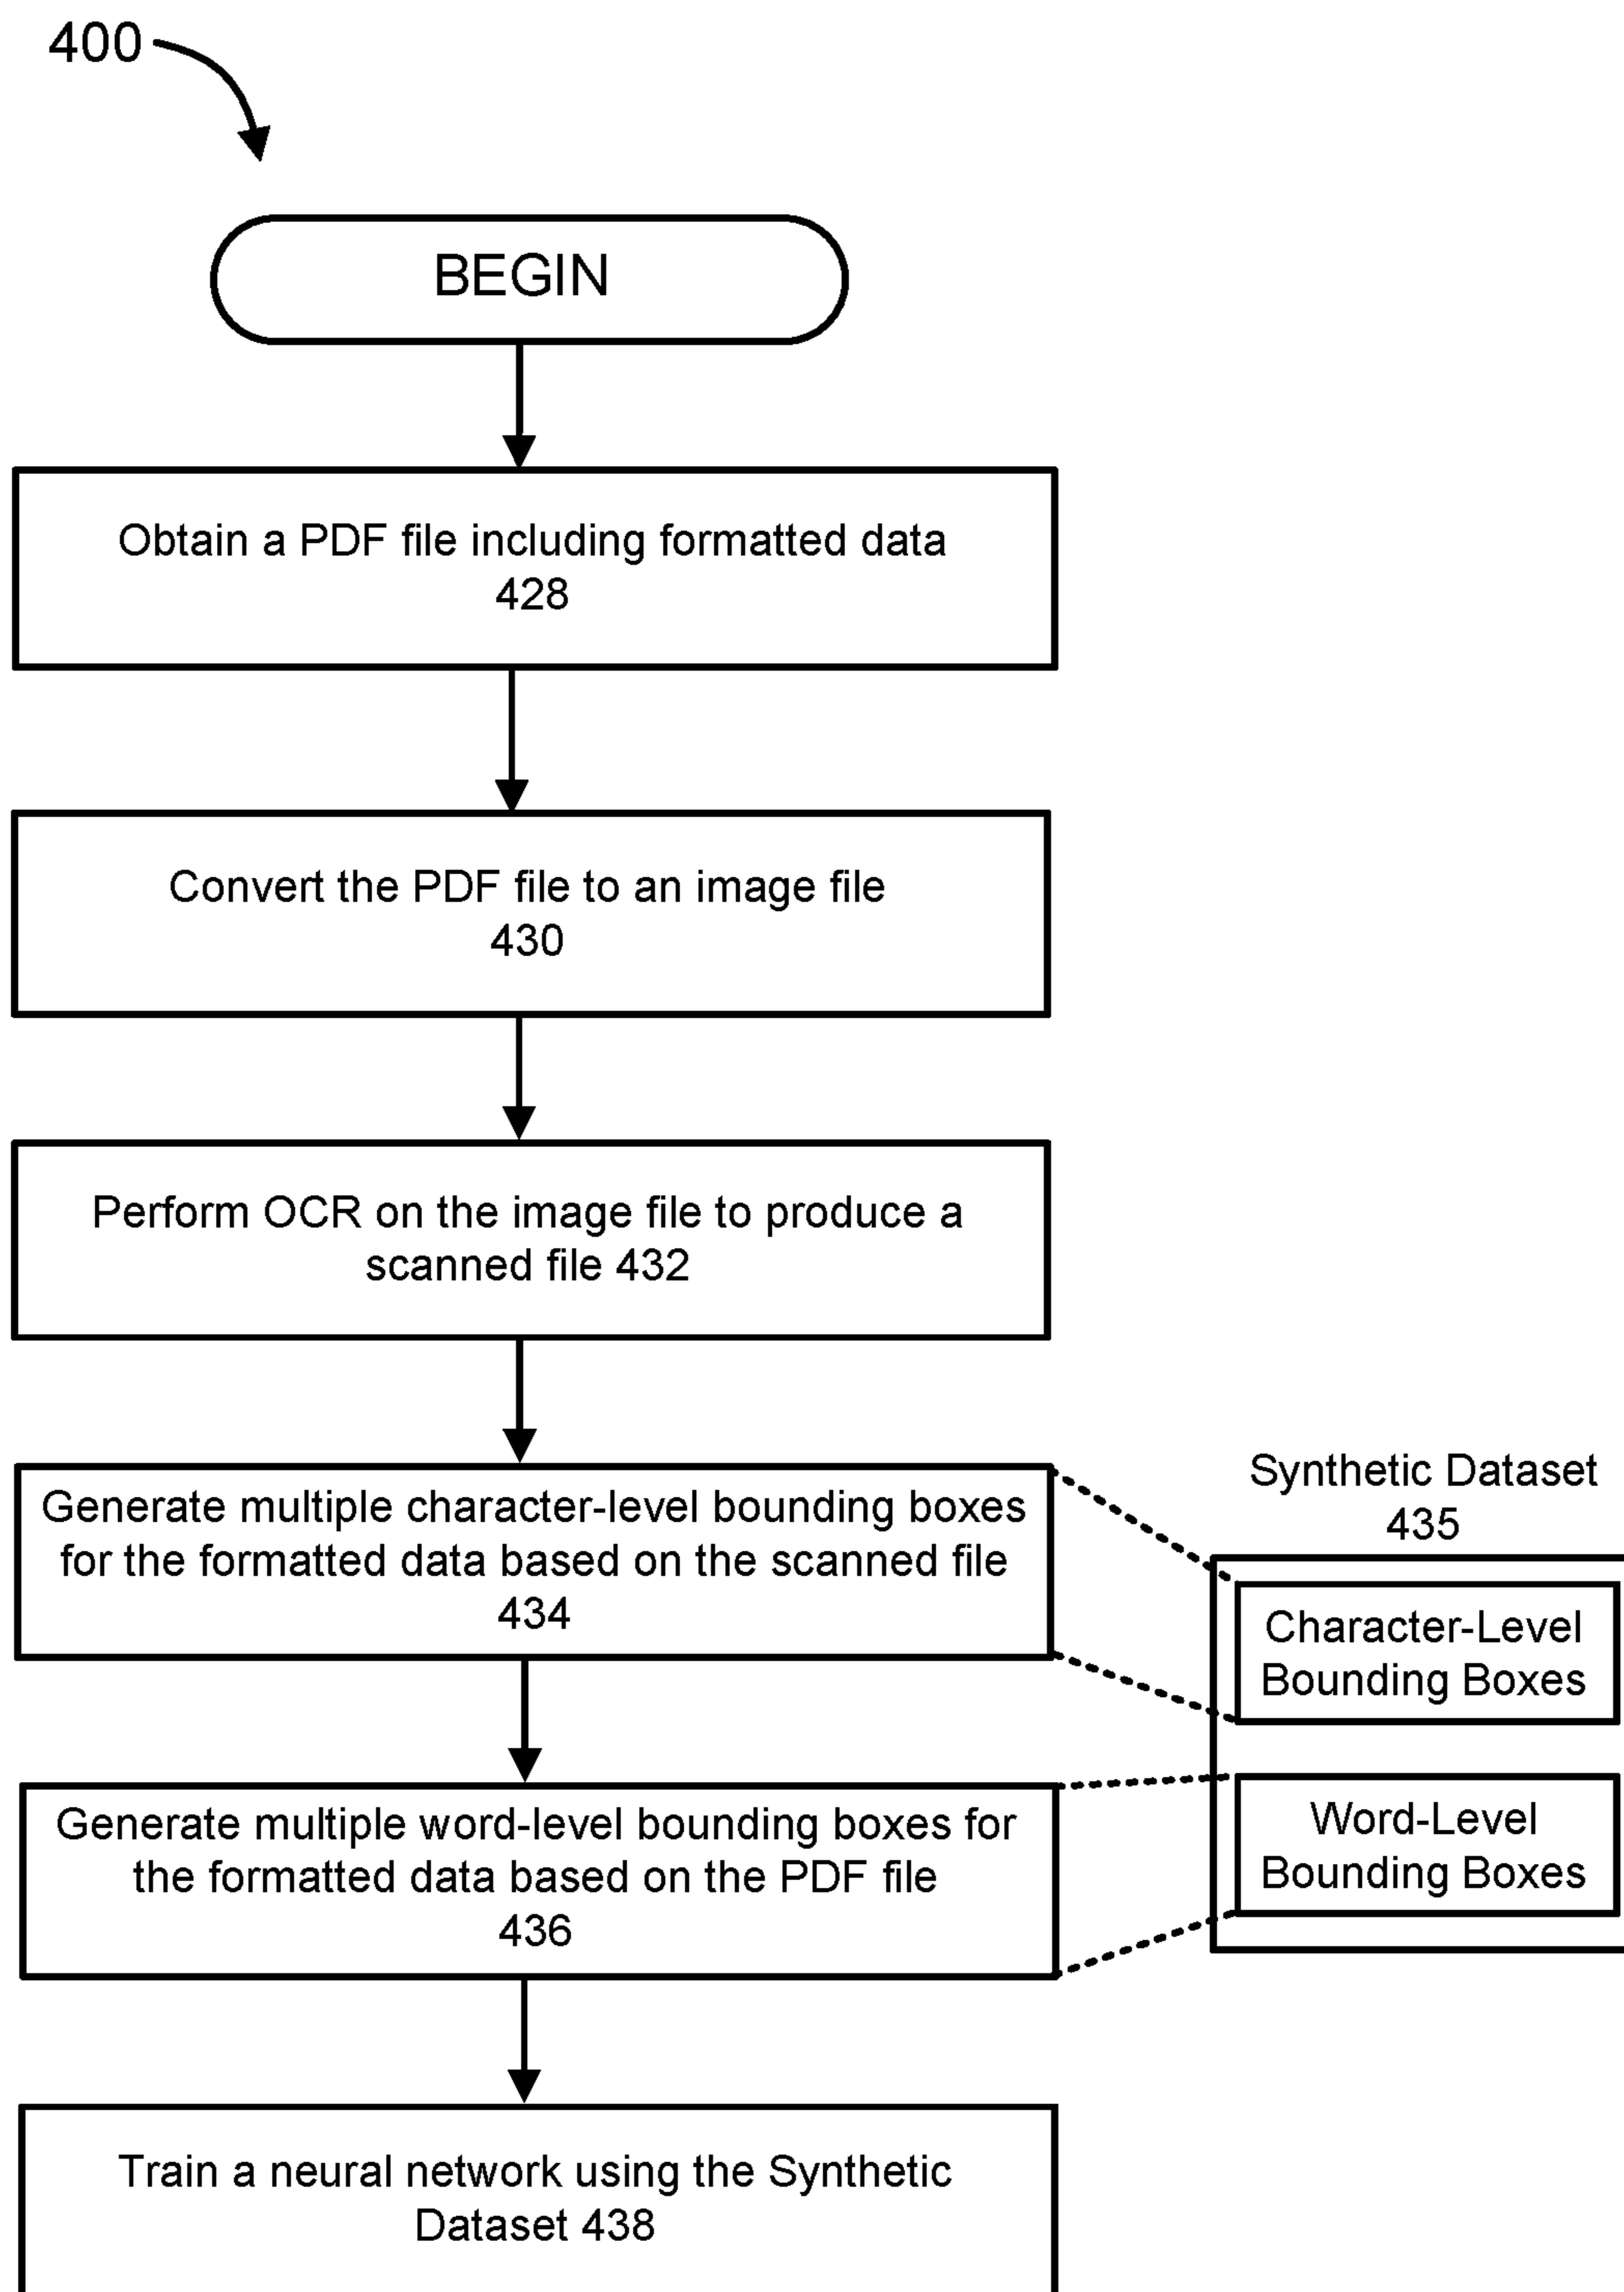 400
BEGIN
Obtain a PDF file including formatted data
428
Convert the PDF file to an image file
430
Perform OCR on the image file to produce a
scanned file 432
Generate multiple character-level bounding boxes
for the formatted data based on the scanned file
434
Synthetic Dataset
435
Character-Level
Bounding Boxes
Generate multiple word-level bounding boxes for
the formatted data based on the PDF file
436
Word-Level
Bounding Boxes
Train a neural network using the Synthetic
Dataset 438